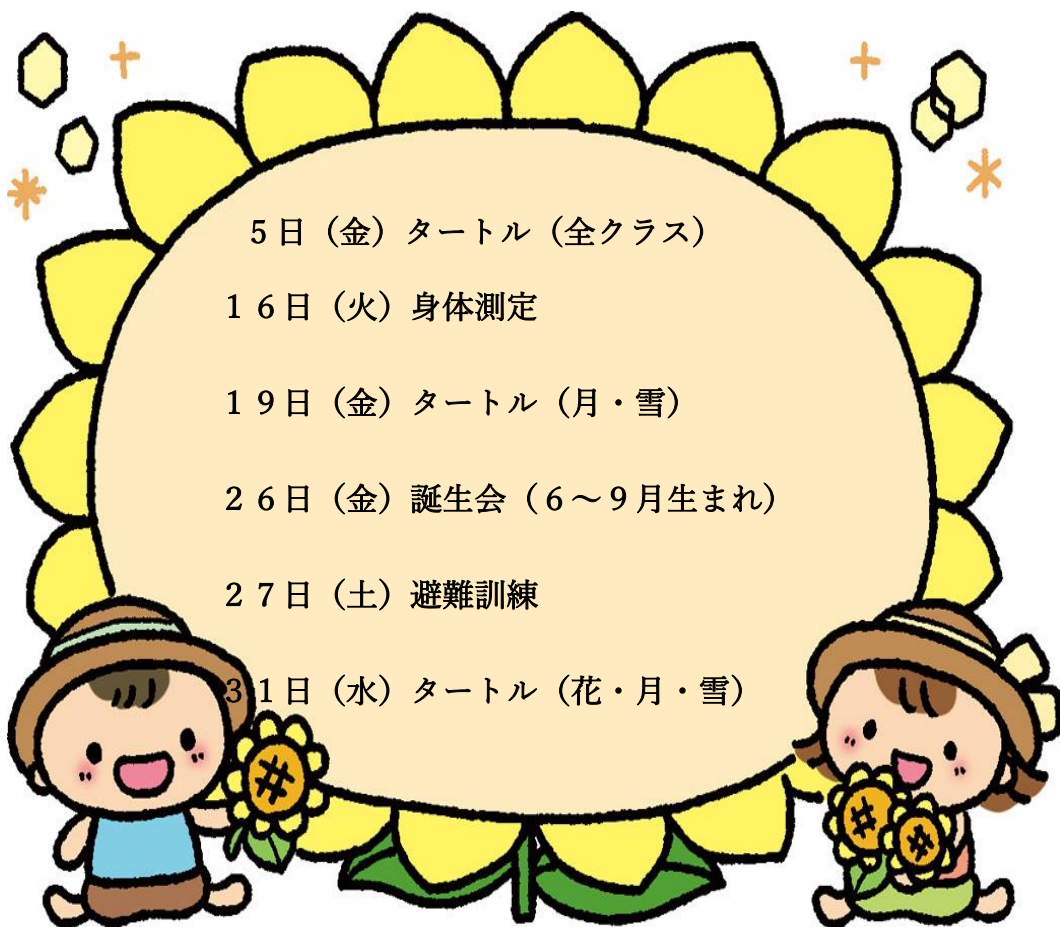 ５日（金）タートル（全クラス）
１６日（火）身体測定
１９日（金）タートル（月・雪）
２６日（金）誕生会（６～９月生まれ）
２７日（土）避難訓練
３１日（水）タートル（花・月・雪）